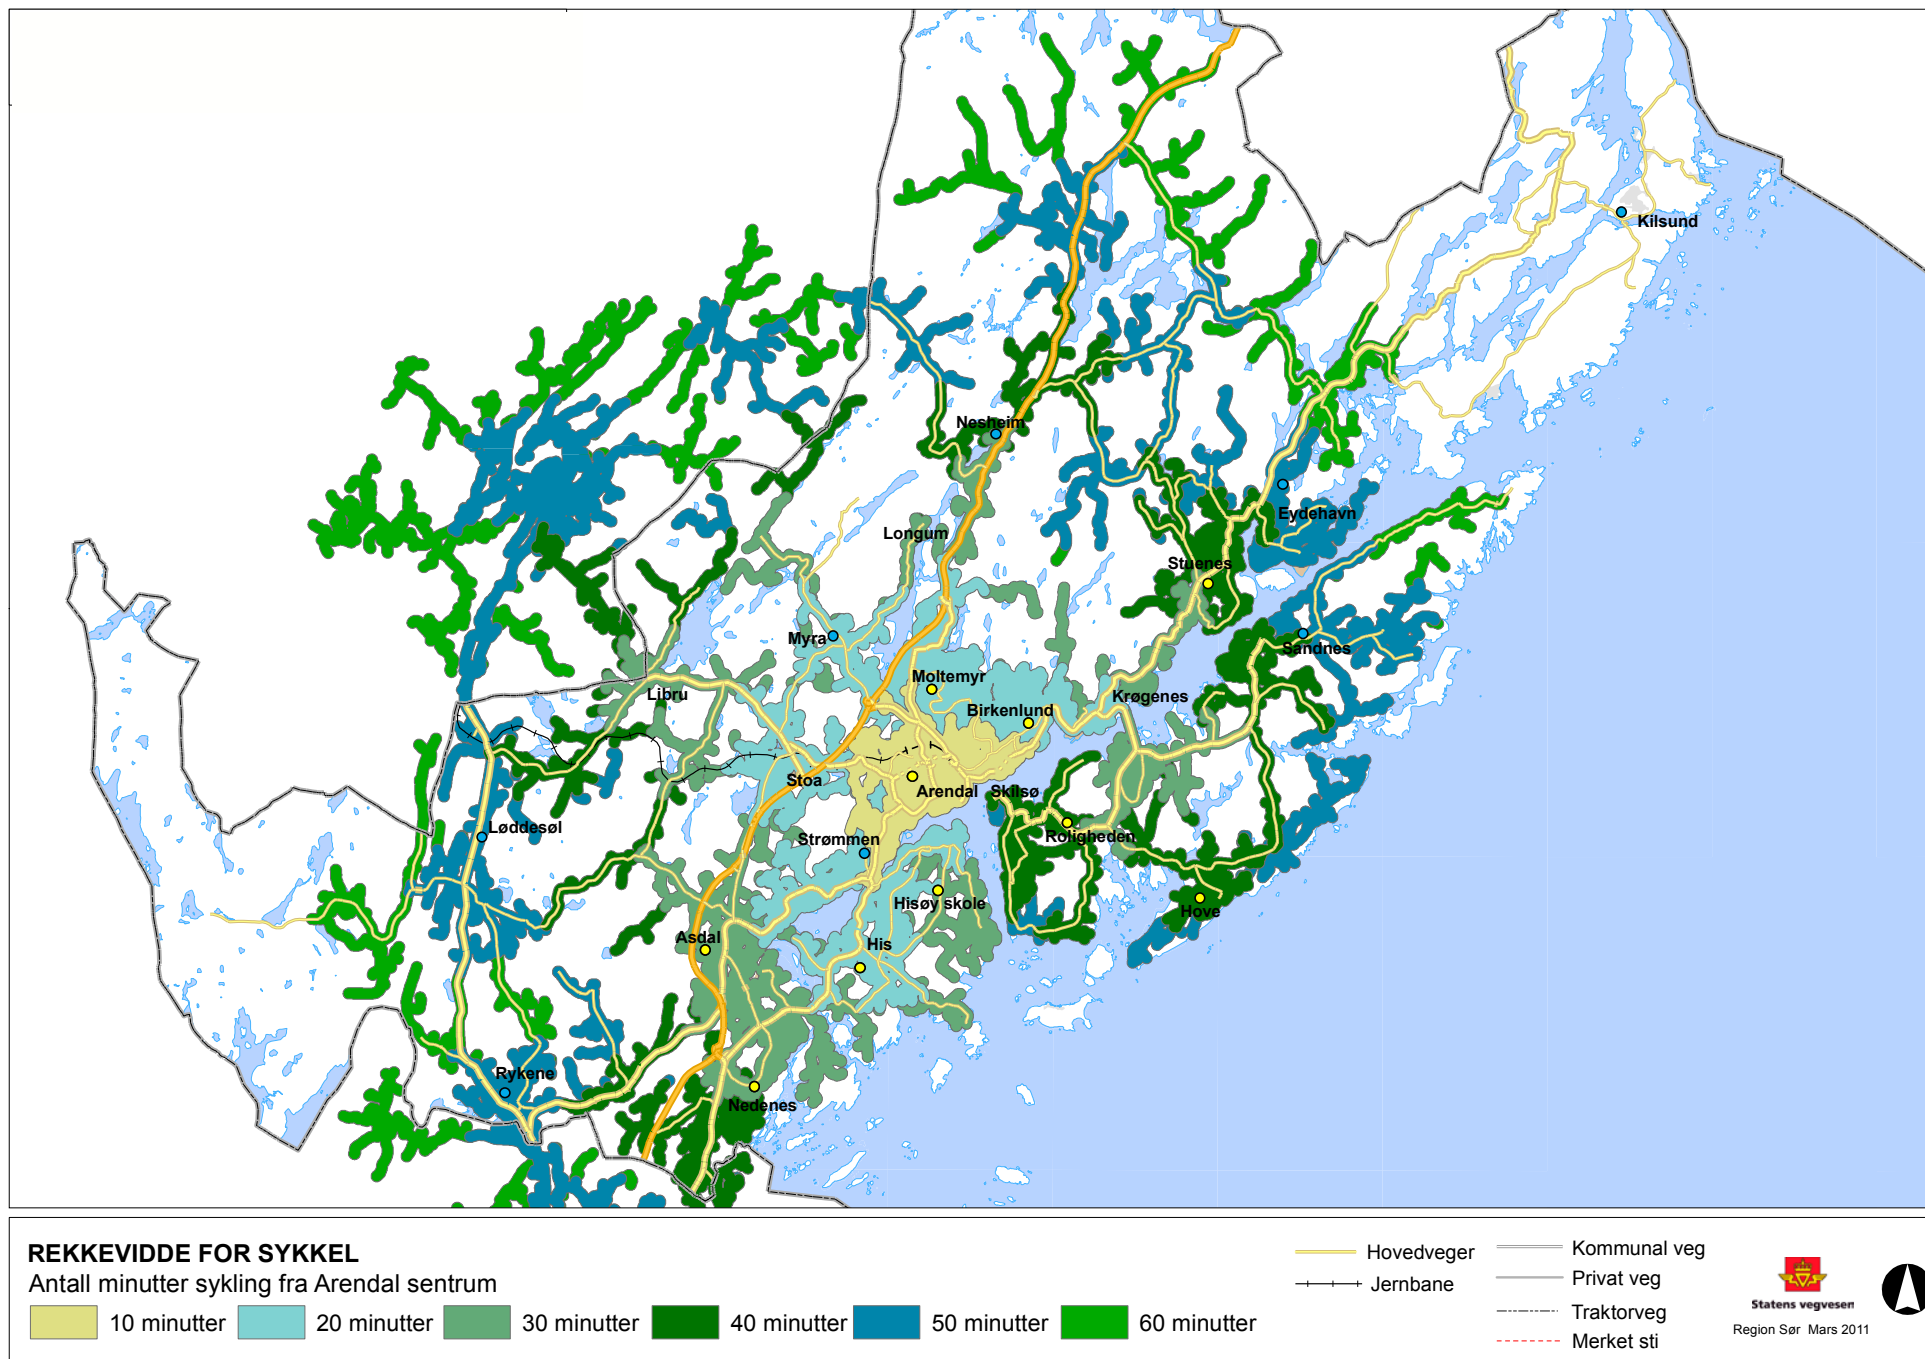 Kilsund
Nesheim
Longum
Eydehavn
Stuenes
Myra
Sandnes
Moltemyr
Libru
Krøgenes
Birkenlund
Stoa
Arendal
Skilsø
Løddesøl
Strømmen
Roligheden
Hisøy skole
Hove
Asdal
His
Rykene
Nedenes
REKKEVIDDE FOR SYKKEL
Antall minutter sykling fra Arendal sentrum
10 minutter
20 minutter
30 minutter
40 minutter
50 minutter
60 minutter
Hovedveger
Jernbane
Kommunal veg
Privat veg
Traktorveg
Merket sti
Statens vegvesen
Region Sør Mars 2011